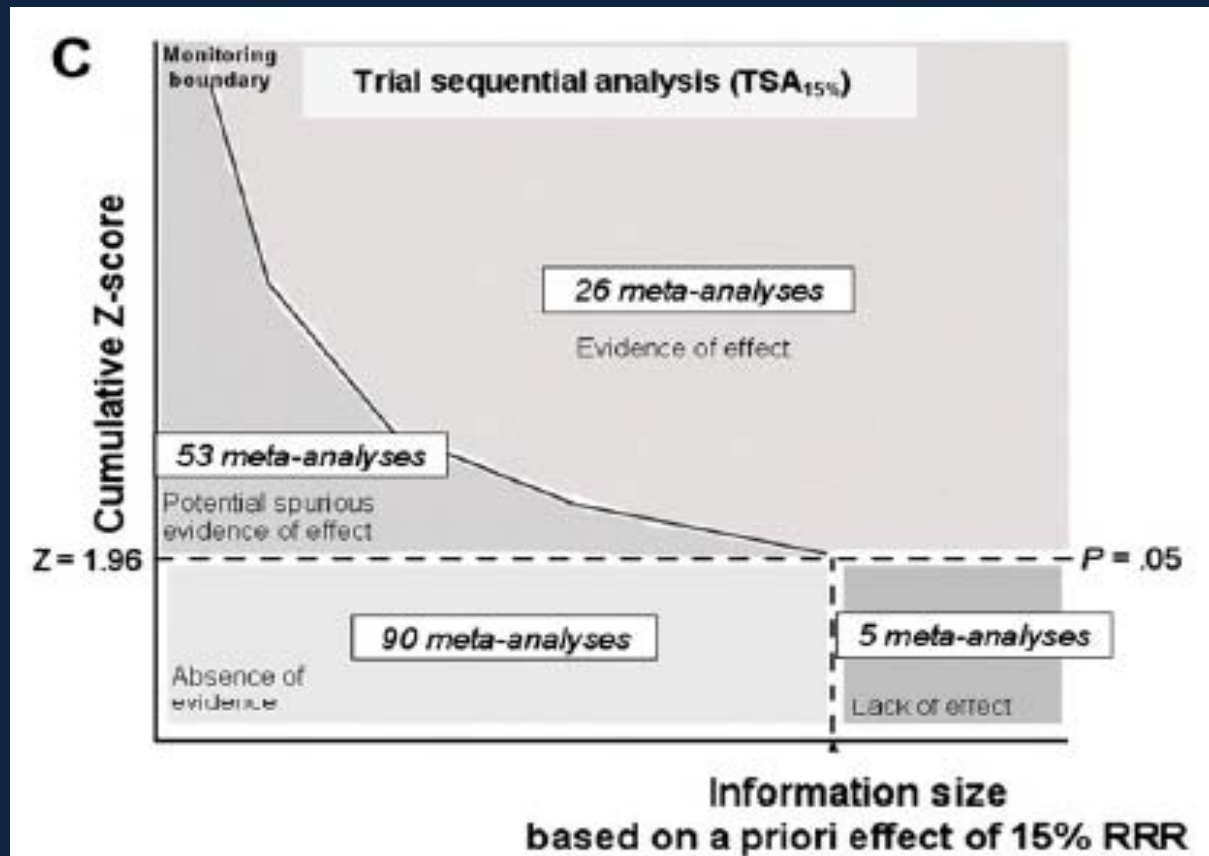 C
Monitoring
boundary
Trial sequential analysis (TSA15%)
Cumulative Z-score
26 meta-analyses
Evidence of effect
53 meta-analyses
Potential spurious
evidence of effect
Z = 1.96
P = .05
90 meta-analyses
5 meta-analyses
Absence of
evidence
Lack of effect
Information size
based on a priori effect of 15% RRR